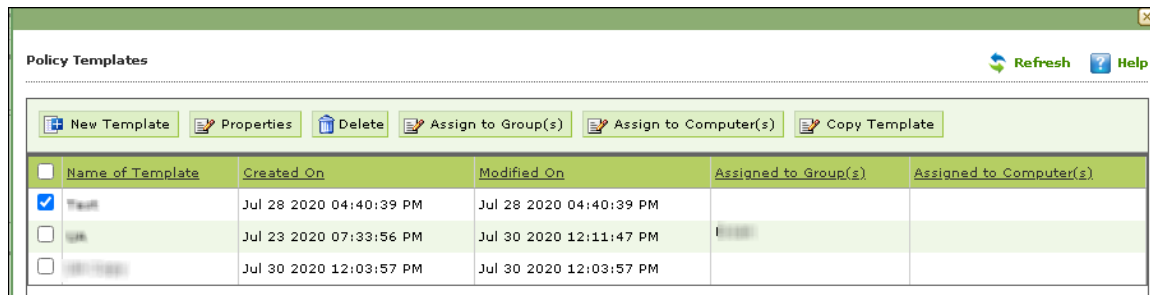 Policy Templates Refresh ? Help
New Template Properties Delete Assign to Group(s) Assign to Computer(s) Copy Template
Name of Template Created On Modified On Assigned to Group(s) Assigned to Computer(s)
Jul 28 2020 04:40:39 PM Jul 28 2020 04:40:39 PM
Jul 23 2020 07:33:56 PM Jul 30 2020 12:11:47 PM
Jul 30 2020 12:03:57 PM Jul 30 2020 12:03:57 PM